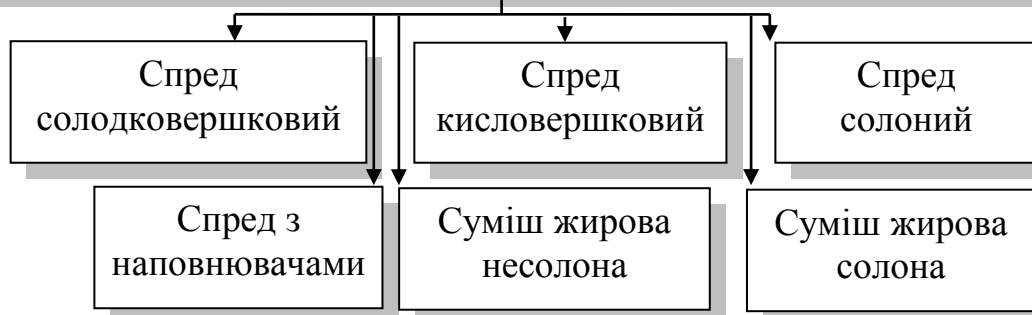 Спред
солодковершковий
Спред
кисловершковий
Спред
солоний
Спред з
наповнювачами
Суміш жирова
несолона
Суміш жирова
солона